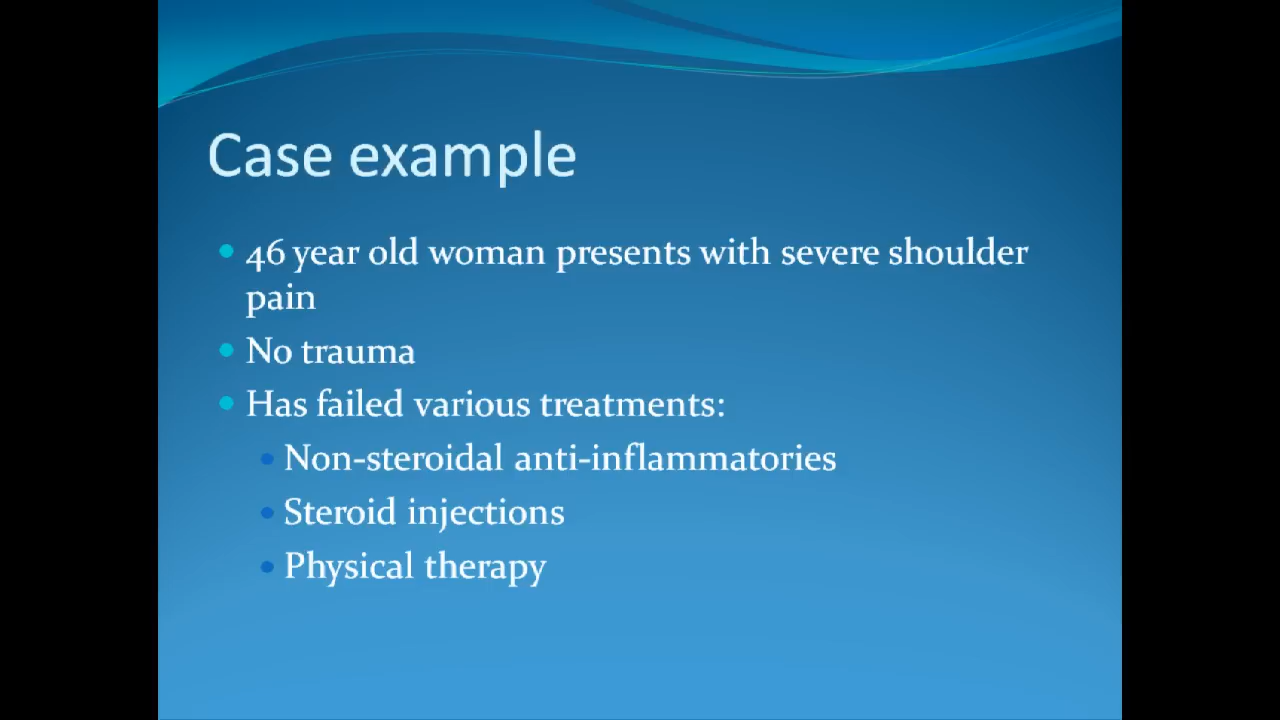 Case example
46 year old woman presents with severe shoulder
pain
No trauma
Has failed various treatments:
Non-steroidal anti-inflammatories
Steroid injections
Physical therapy